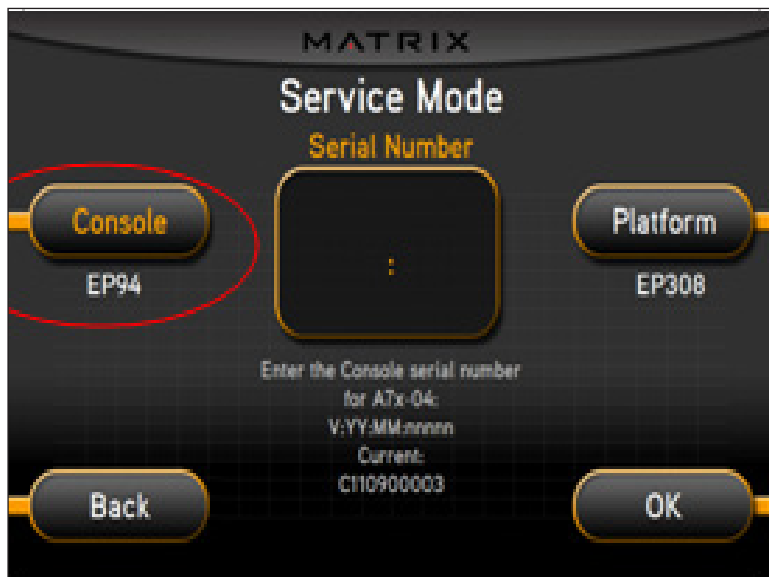 MATRIX
Service Mode
Serial Number
Console
EP94
:
Platform
EP308
Enter the Console serial number
for A7x-04:
V:YY:MM:nnnnn
Current:
C110900003
Back
OK